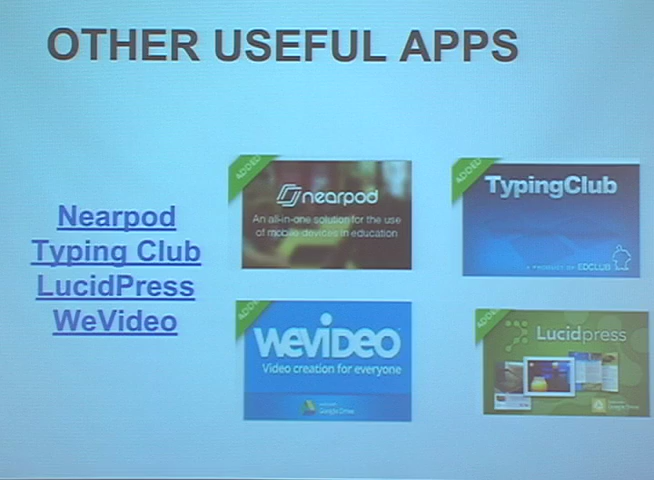 OTHER USEFUL APPS
Nearpod
Typing Club
LucidPress
WeVideo
ADDED
nearpod
An all-in-one solution for the use
of mobile devices in education
ADDED
TypingClub
A PRODUCT OF EDCLUB
ADDED
WEVIDEO
Video creation for everyone
Google Drive
ADDED
Lucidpress
Google Drive